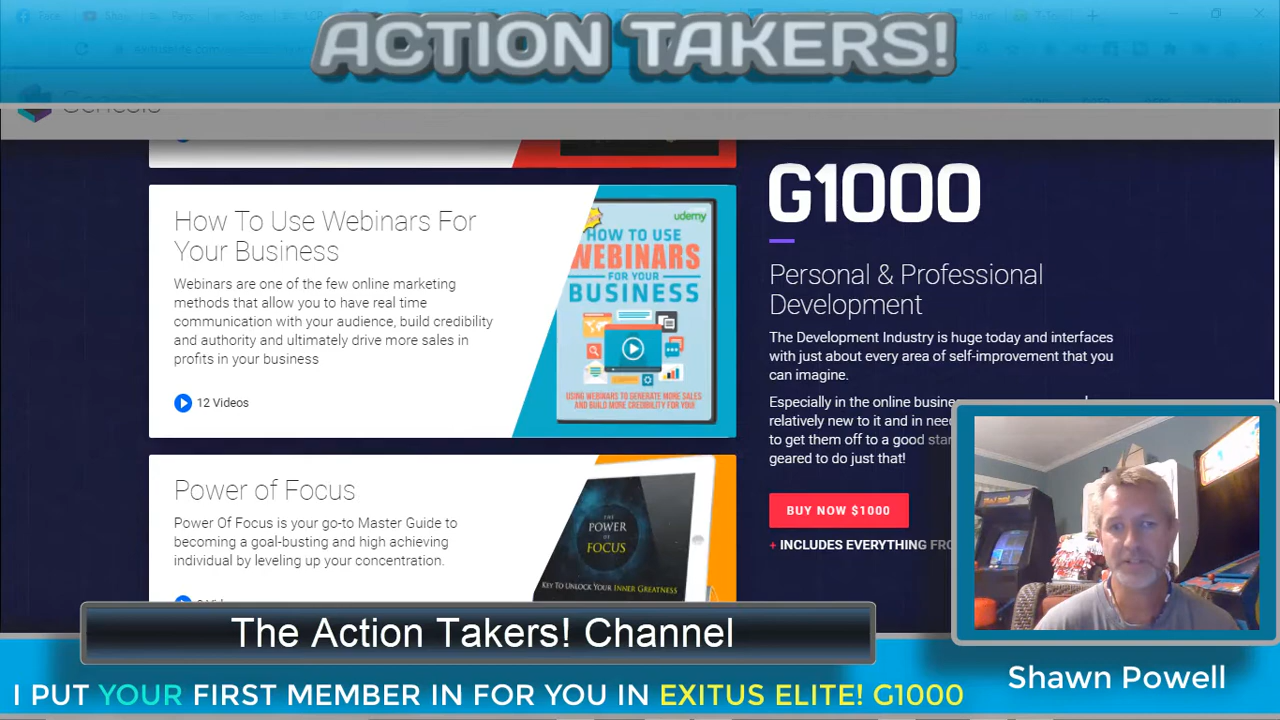 ACTION TAKERS!
How To Use Webinars For
Your Business
Webinars are one of the few online marketing
methods that allow you to have real time
communication with your audience, build credibility
and authority and ultimately drive more sales in
profits in your business
12 Videos
udemy
HOW TO USE
WEBINARS
FOR YOUR
BUSINESS
USING WEBINARS TO GENERATE MORE SALES
AND BUILD MORE CREDIBILITY FOR YOU!
Power of Focus
Power Of Focus is your go-to Master Guide to
becoming a goal-busting and high achieving
individual by leveling up your concentration.
THE
POWER
OF
FOCUS
KEY TO UNLOCK YOUR INNER GREATNESS
G1000
Personal & Professional
Development
The Development Industry is huge today and interfaces
with just about every area of self-improvement that you
can imagine.
Especially in the online
relatively new to it and in
to get them off to a good
geared to do just that!
BUY NOW $1000
+ INCLUDES EVERYTHING
The Action Takers! Channel
Shawn Powell
I PUT YOUR FIRST MEMBER IN FOR YOU IN EXITUS ELITE! G1000